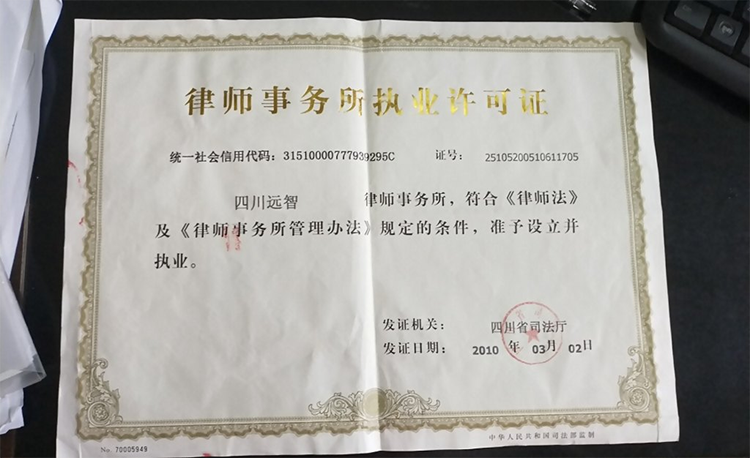 律师事务所执业许可证
统一社会信用代码：31510000777939295C 证号：25105200510611705
四川远智 律师事务所，符合《律师法》
及《律师事务所管理办法》规定的条件，准予设立并
执业。
发证机关： 四川省司法厅
发证日期： 2010 年 03月 02日
No. 70005949
中华人民共和国司法部监制